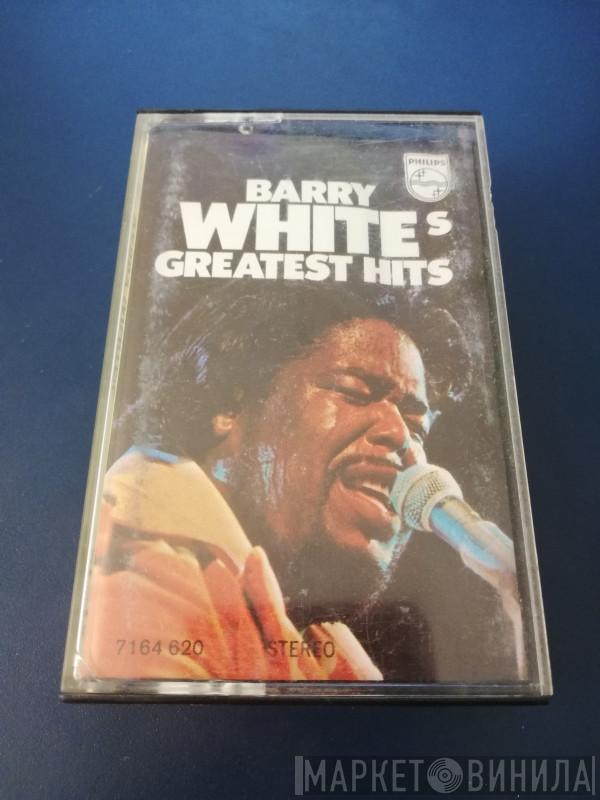 PHILIPS
BARRY
WHITE s
GREATEST HITS
7164 620 STEREO
МАРКЕТ ВИНИЛА